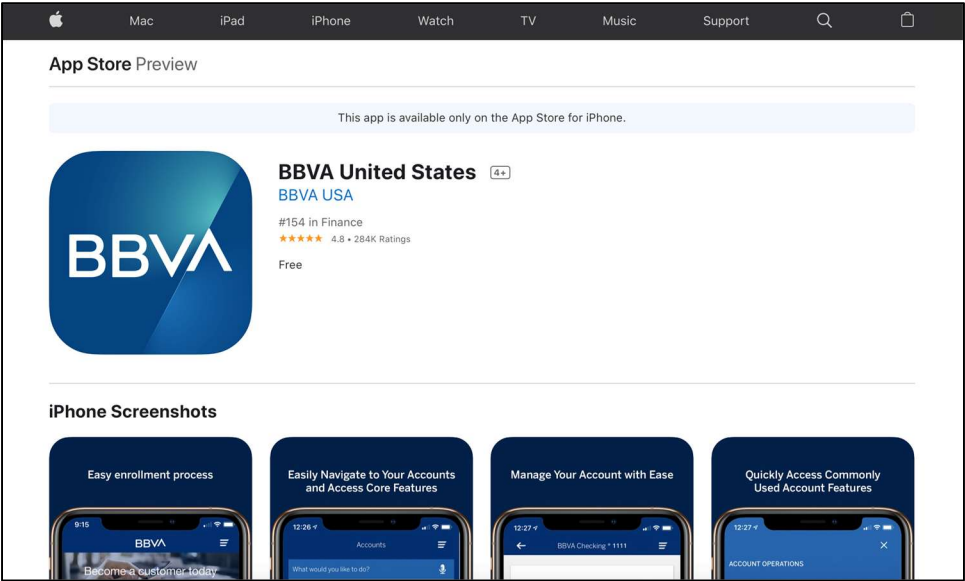 Mac iPad iPhone Watch TV Music Support
App Store Preview
This app is available only on the App Store for iPhone.
BBVA
BBVA United States 4+
BBVA USA
#154 in Finance
★★★★★ 4.8 • 284K Ratings
Free
iPhone Screenshots
Easy enrollment process
9:15
BBVA
Become a customer today
Easily Navigate to Your Accounts
and Access Core Features
12:26
Accounts
What would you like to do?
Manage Your Account with Ease
12:27
BBVA Checking * 1111
Quickly Access Commonly
Used Account Features
12:27
ACCOUNT OPERATIONS